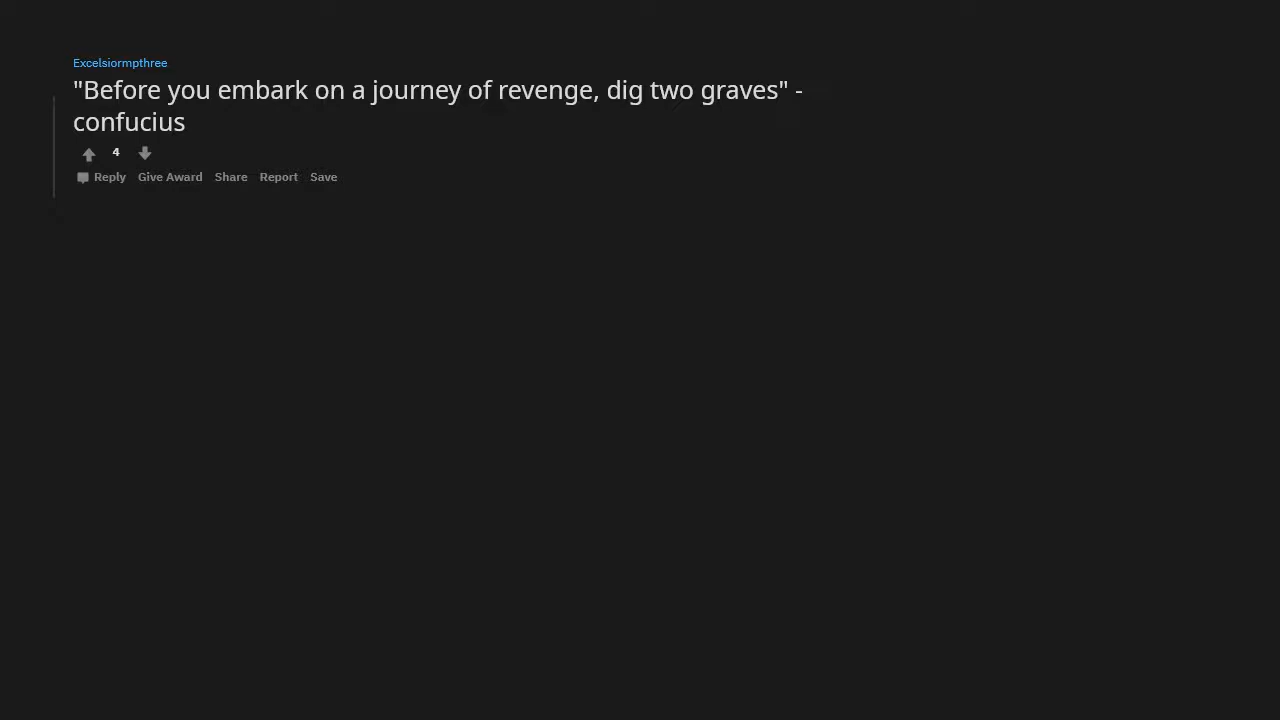 Excelsiormpthree
"Before you embark on a journey of revenge, dig two graves" -
confucius
4
Reply Give Award Share Report Save